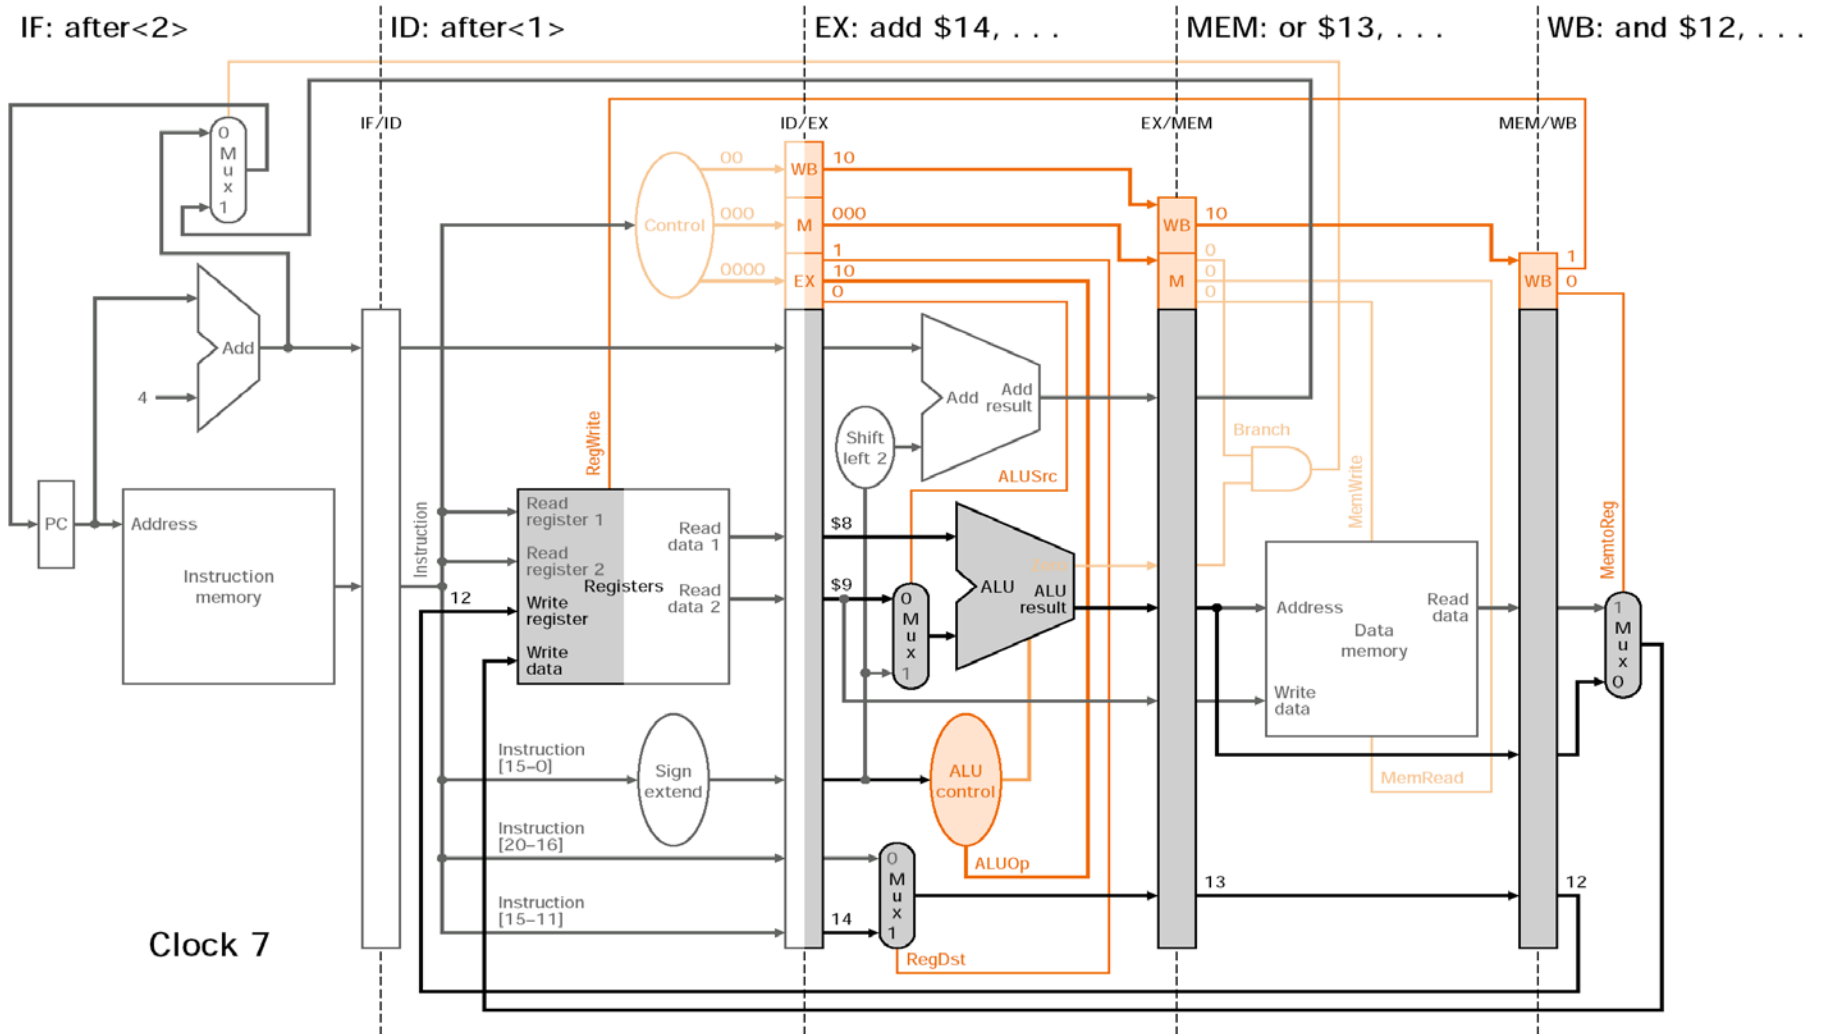 IF: after<2>
ID: after<1>
EX: add $14, . . .
MEM: or $13, . . .
WB: and $12, . . .
IF/ID
ID/EX
EX/MEM
MEM/WB
0
M
u
x
1
Control
00
000
0000
WB
M
EX
10
000
1
10
0
WB
M
10
0
0
0
WB
1
0
Add
4
PC
Address
Instruction
memory
Instruction
RegWrite
Read
register 1
Read
register 2
Registers
12
Write
register
Write
data
Read
data 1
Read
data 2
Shift
left 2
Add
Add
result
ALUSrc
$8
$9
0
M
u
x
1
ALU
Zero
ALU
result
Branch
MemWrite
Address
Data
memory
Read
data
Write
data
MemRead
MemtoReg
1
M
u
x
0
Instruction
[15–0]
Sign
extend
ALU
control
ALUOp
Instruction
[20–16]
Instruction
[15–11]
14
0
M
u
x
1
RegDst
13
12
Clock 7